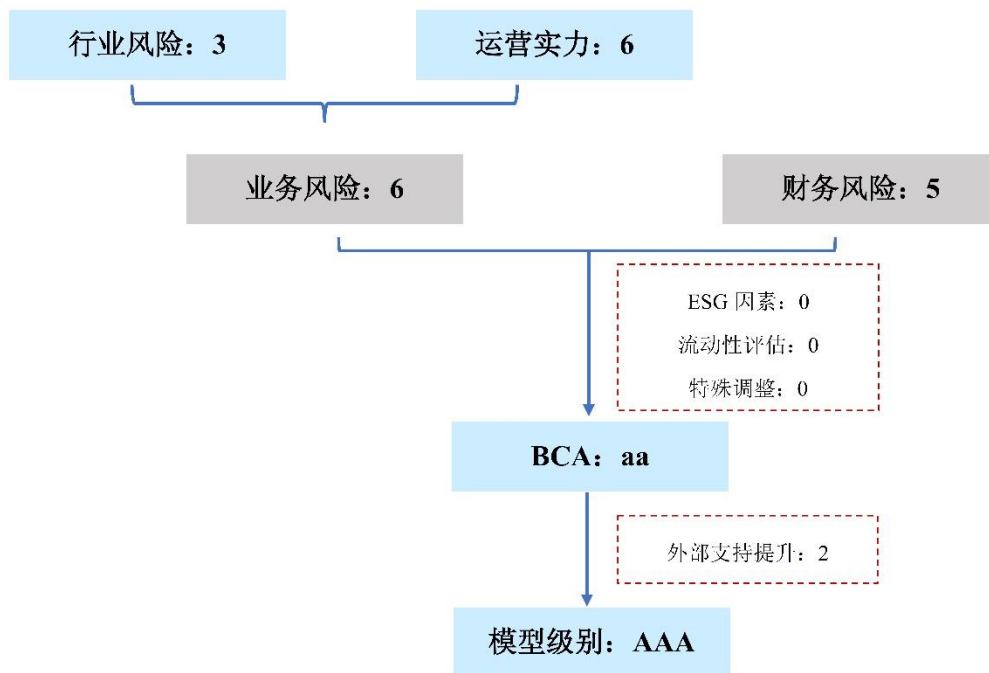 行业风险：3
运营实力：6
业务风险：6
财务风险：5
ESG 因素：0
流动性评估：0
特殊调整：0
BCA：aa
外部支持提升：2
模型级别：AAA